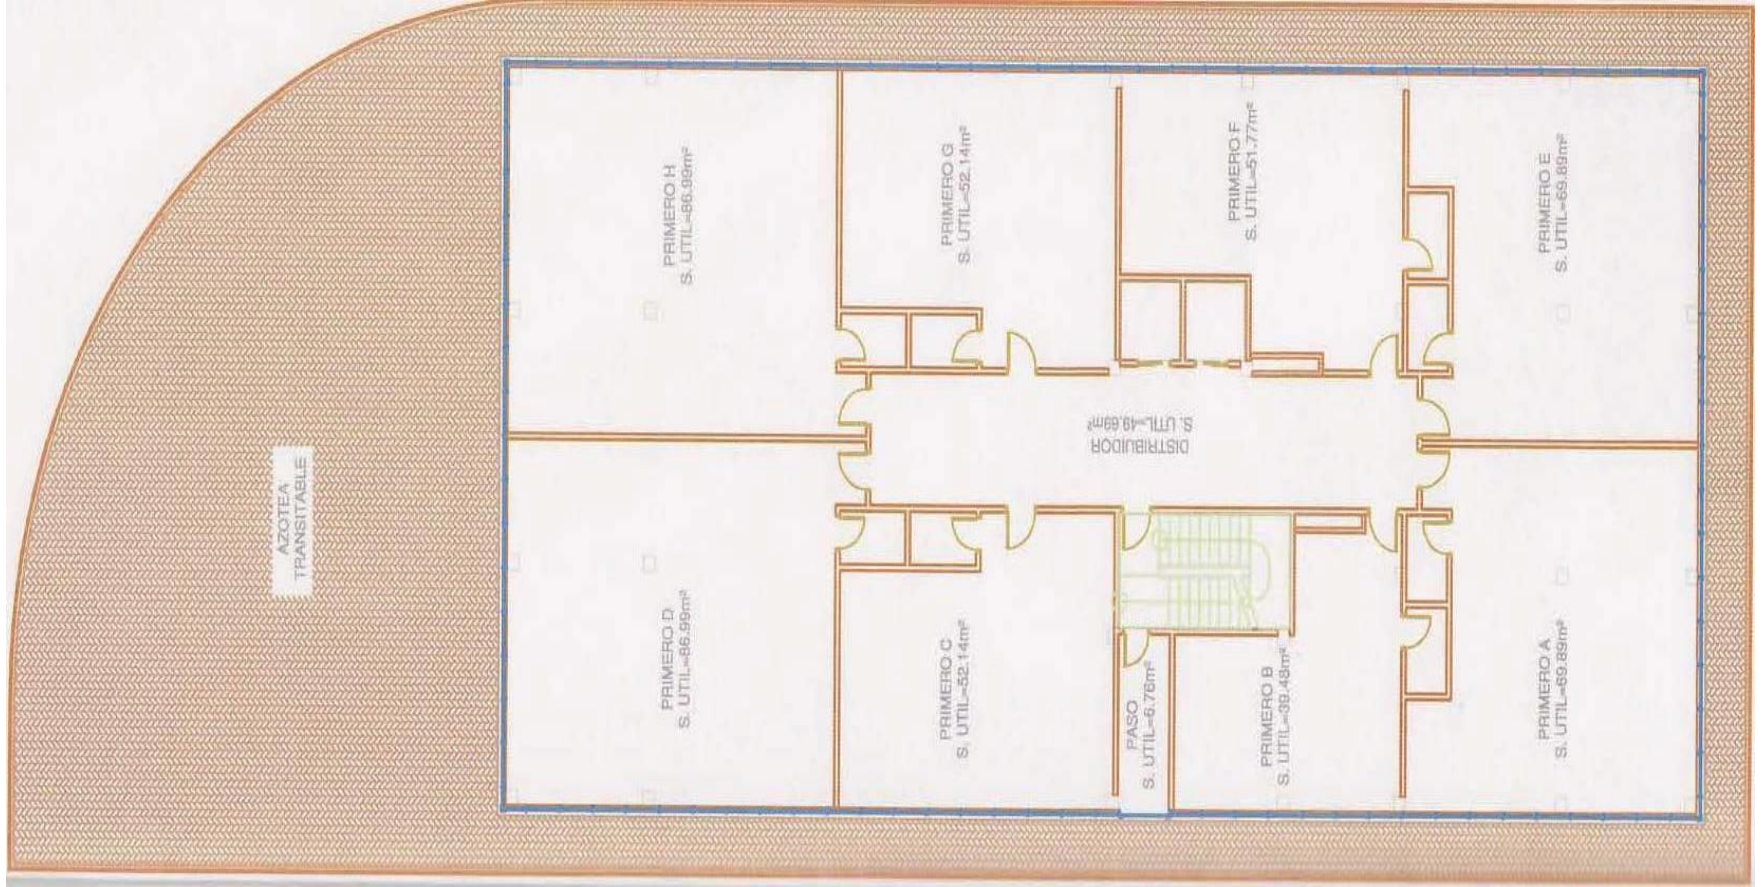 AZOTEA
TRANSITABLE
PRIMERO H
S. UTIL=86.99m²
PRIMERO G
S. UTIL=52.14m²
PRIMERO F
S. UTIL=51.77m²
PRIMERO E
S. UTIL=69.89m²
DISTRIBUIDOR
S. UTIL=49.69m²
PRIMERO D
S. UTIL=86.99m²
PRIMERO C
S. UTIL=52.14m²
PASO
S. UTIL=6.76m²
PRIMERO B
S. UTIL=39.48m²
PRIMERO A
S. UTIL=69.89m²